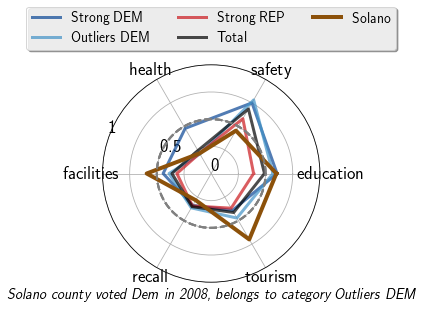 Strong DEM Strong REP Solano
Outliers DEM Total
health safety
1
0.5
0
facilities education
recall tourism
Solano county voted Dem in 2008, belongs to category Outliers DEM